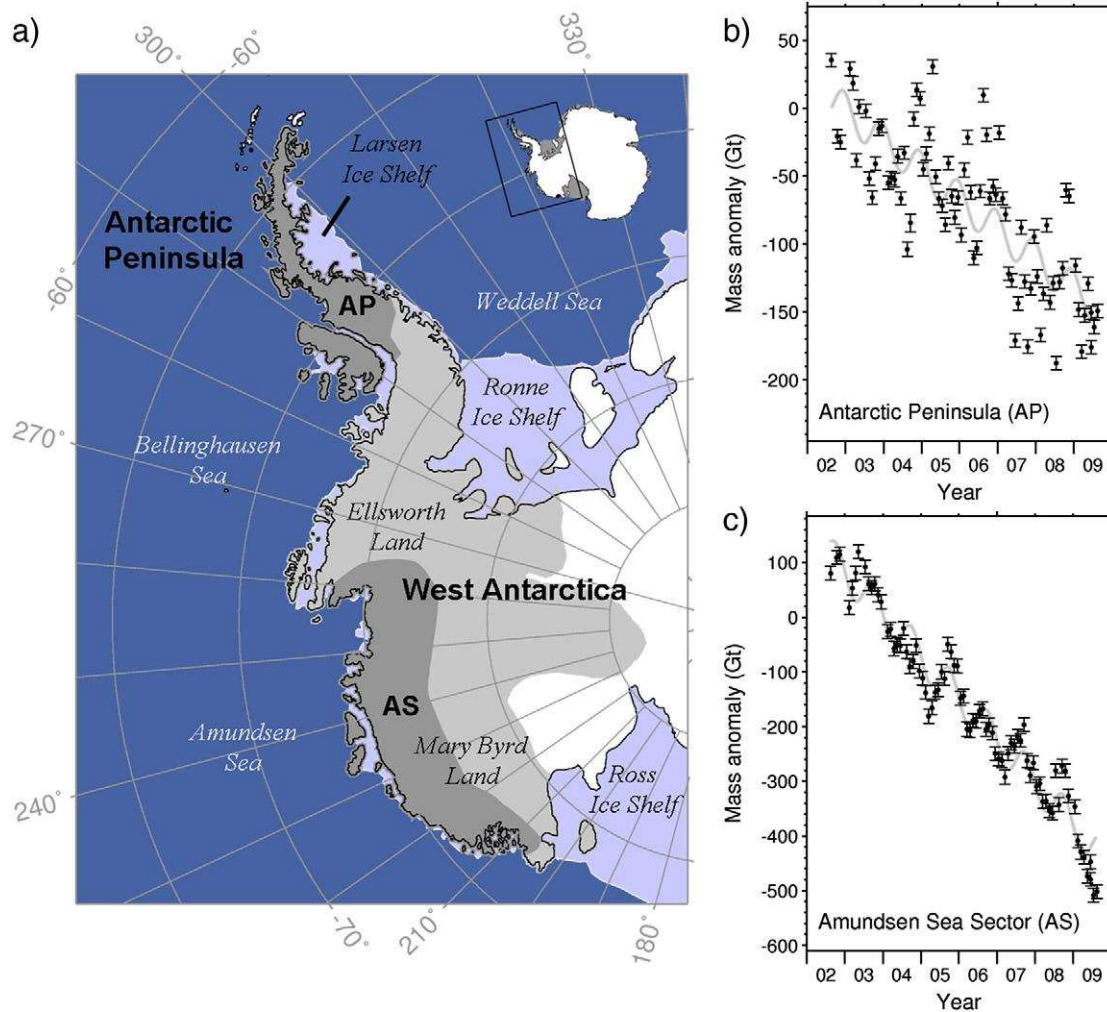 a)
300°
-60°
330°
Larsen
Ice Shelf
Antarctic
Peninsula
-60°
AP
Weddell Sea
Ronne
Ice Shelf
270°
Bellinghausen
Sea
Ellsworth
Land
West Antarctica
AS
Amundsen
Sea
Mary Byrd
Land
Ross
Ice Shelf
240°
-70°
210°
180°
b)
Mass anomaly (Gt)
50
0
-50
-100
-150
-200
Antarctic Peninsula (AP)
02 03 04 05 06 07 08 09
Year
c)
Mass anomaly (Gt)
100
0
-100
-200
-300
-400
-500
-600
Amundsen Sea Sector (AS)
02 03 04 05 06 07 08 09
Year